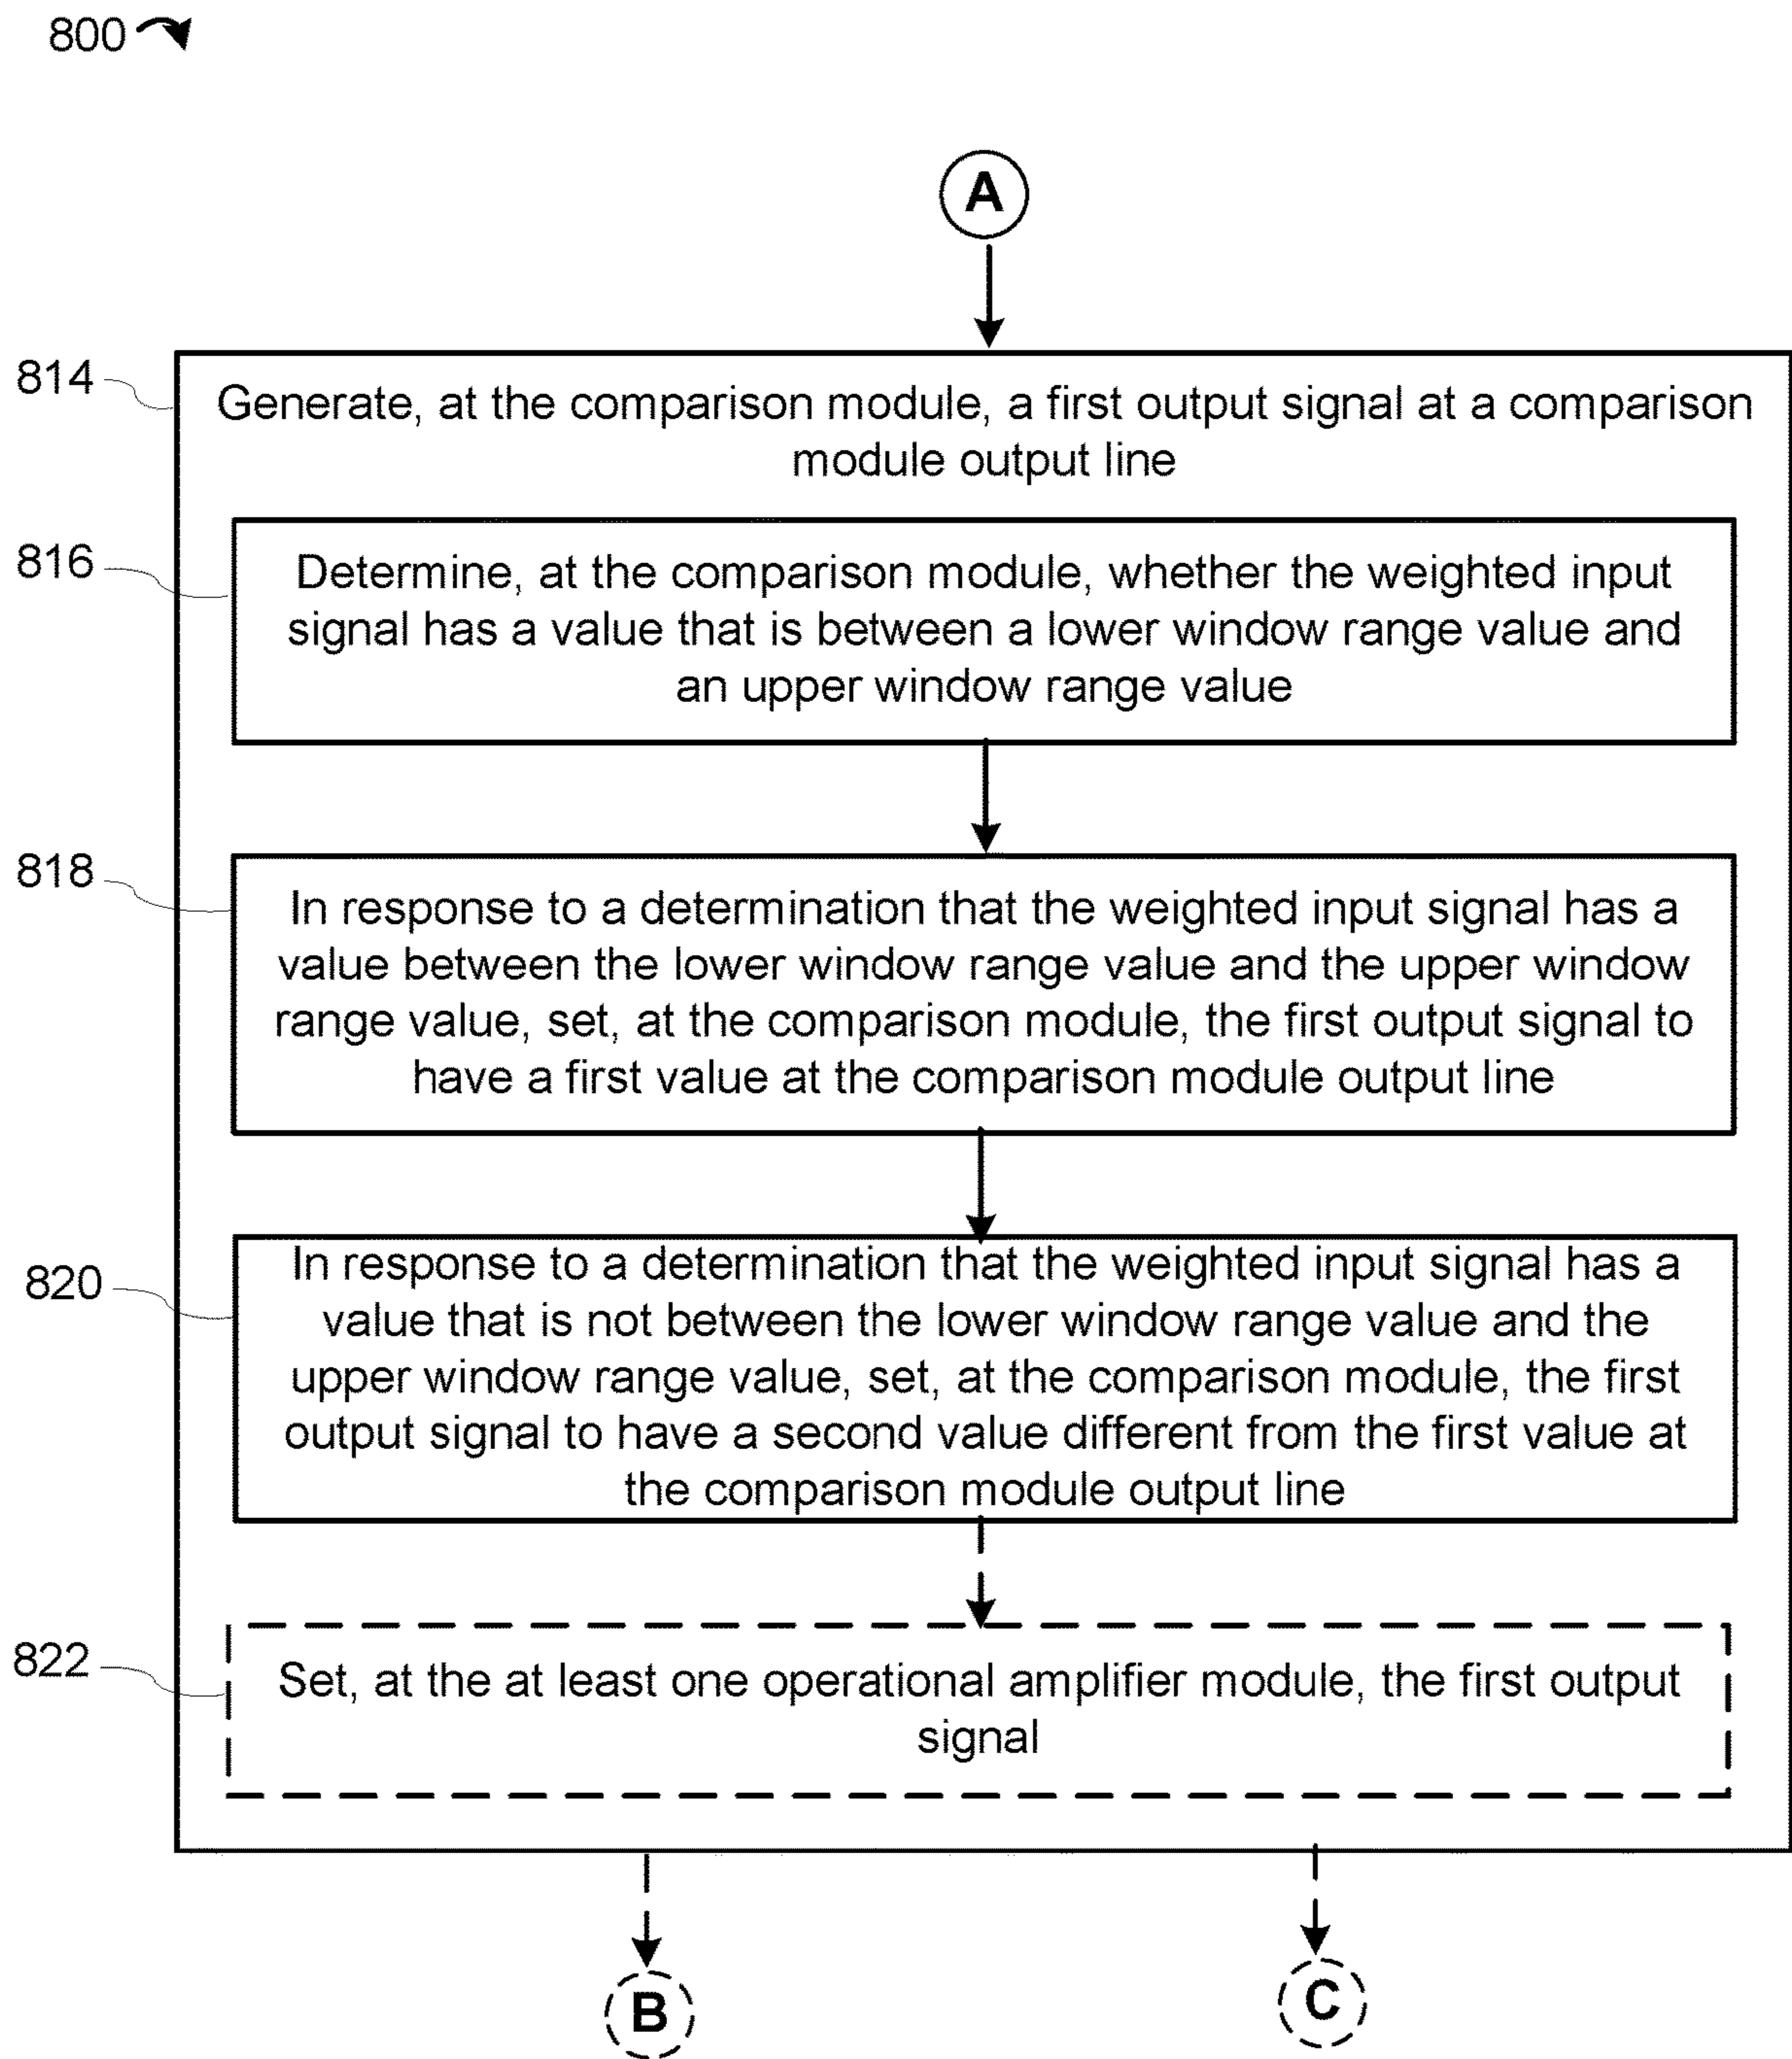 800
A
814
Generate, at the comparison module, a first output signal at a comparison
module output line
816
Determine, at the comparison module, whether the weighted input
signal has a value that is between a lower window range value and
an upper window range value
818
In response to a determination that the weighted input signal has a
value between the lower window range value and the upper window
range value, set, at the comparison module, the first output signal to
have a first value at the comparison module output line
820
In response to a determination that the weighted input signal has a
value that is not between the lower window range value and the
upper window range value, set, at the comparison module, the first
output signal to have a second value different from the first value at
the comparison module output line
822
Set, at the at least one operational amplifier module, the first output
signal
B
C